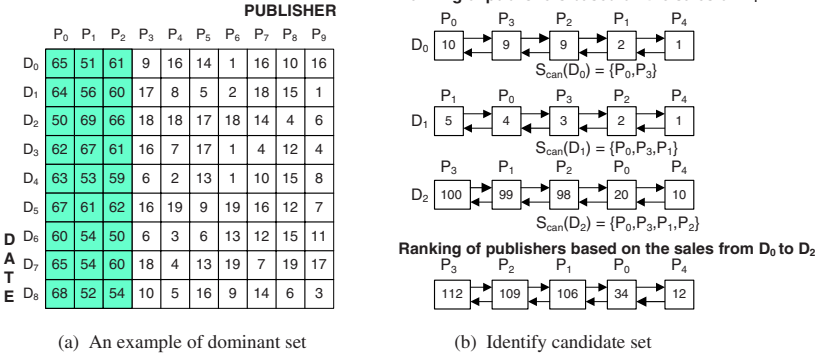 PUBLISHER
P0 P1 P2 P3 P4 P5 P6 P7 P8 P9
D0 65 51 61 9 16 14 1 16 10 16
D1 64 56 60 17 8 5 2 18 15 1
D2 50 69 66 18 18 17 18 14 4 6
D3 62 67 61 16 7 17 1 4 12 4
D4 63 53 59 6 2 13 1 10 15 8
D5 67 61 62 16 19 9 19 16 12 7
D6 60 54 50 6 3 6 13 12 15 11
D7 65 54 60 18 4 13 19 7 19 17
D8 68 52 54 10 5 16 9 14 6 3
DATE
(a) An example of dominant set
P0 P3 P2 P1 P4
D0 10 9 9 2 1
Scan(D0) = {P0,P3}
P1 P0 P3 P2 P4
D1 5 4 3 2 1
Scan(D1) = {P0,P3,P1}
P3 P1 P2 P0 P4
D2 100 99 98 20 10
Scan(D2) = {P0,P3,P1,P2}
Ranking of publishers based on the sales from D0 to D2
P3 P2 P1 P0 P4
112 109 106 34 12
(b) Identify candidate set